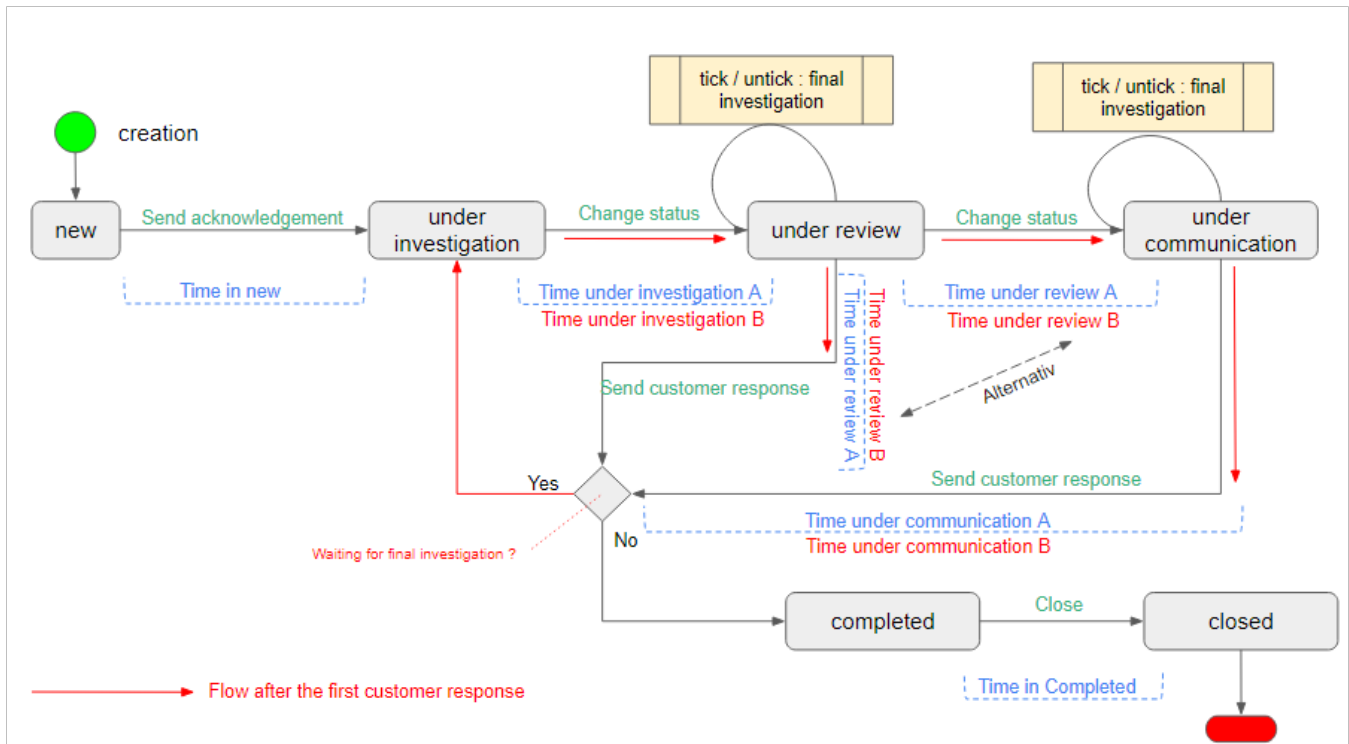 tick / untick : final
investigation
tick / untick : final
investigation
creation
new
Send acknowledgement
under
investigation
Change status
under review
Change status
under
communication
Time in new
Time under investigation A
Time under investigation B
Time under review A
Time under review B
Time under review A
Time under review B
Alternativ
Send customer response
Send customer response
Yes
Time under communication A
Time under communication B
No
Waiting for final investigation ?
completed
Close
closed
Flow after the first customer response
Time in Completed